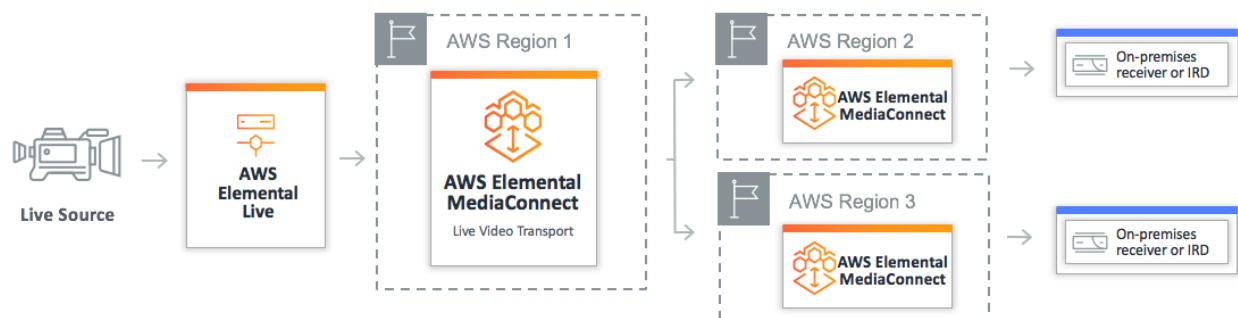 Live Source
AWS
Elemental
Live
AWS Region 1
AWS Elemental
MediaConnect
Live Video Transport
AWS Region 2
AWS Elemental
MediaConnect
On-premises
receiver or IRD
AWS Region 3
AWS Elemental
MediaConnect
On-premises
receiver or IRD